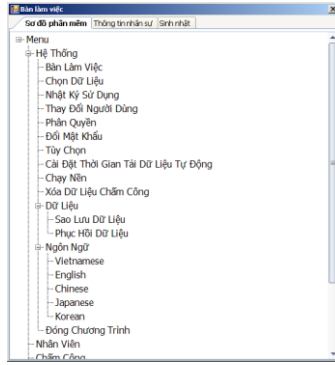 Bàn làm việc
Sơ đồ phần mềm Thông tin nhân sự Sinh nhật
Menu
Hệ Thống
Bàn Làm Việc
Chọn Dữ Liệu
Nhật Ký Sử Dụng
Thay Đổi Người Dùng
Phân Quyền
Đổi Mật Khẩu
Tùy Chọn
Cài Đặt Thời Gian Tải Dữ Liệu Tự Động
Chạy Nền
Xóa Dữ Liệu Chấm Công
Dữ Liệu
Sao Lưu Dữ Liệu
Phục Hồi Dữ Liệu
Ngôn Ngữ
Vietnamese
English
Chinese
Japanese
Korean
Đóng Chương Trình
Nhân Viên
Chấm Công